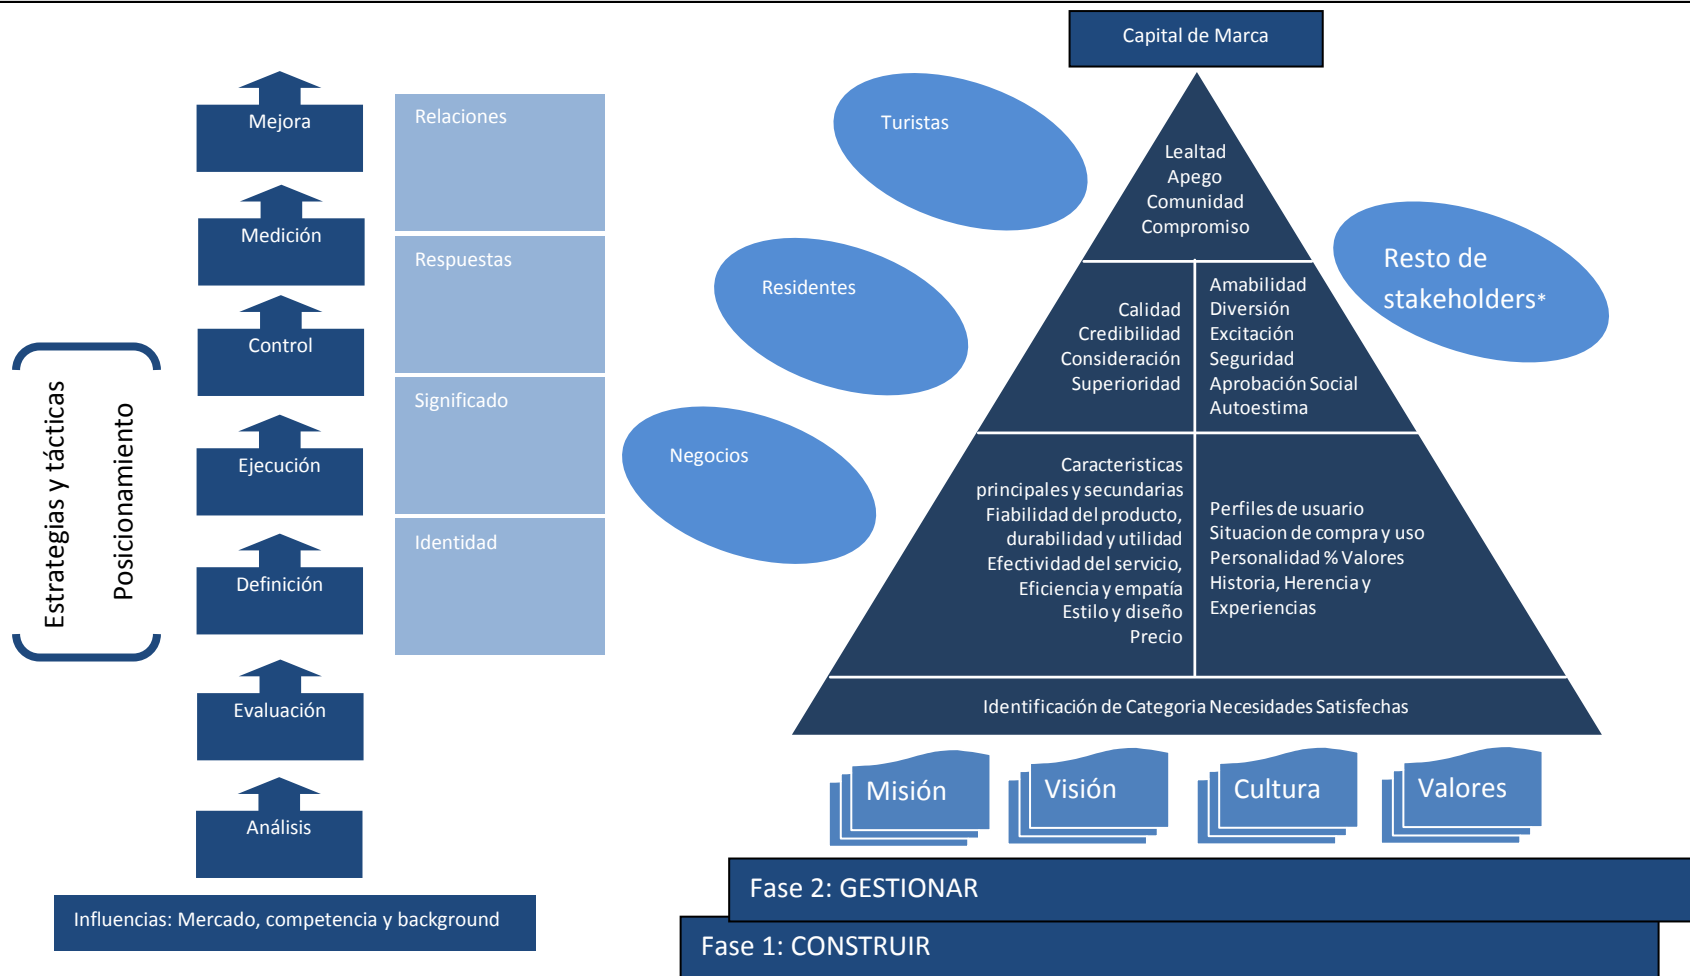 Capital de Marca
Mejora
Medición
Control
Ejecución
Definición
Evaluación
Análisis
Estrategias y tácticas
Posicionamiento
Influencias: Mercado, competencia y background
Relaciones
Respuestas
Significado
Identidad
Turistas
Residentes
Negocios
Resto de
stakeholders*
Lealtad
Apego
Comunidad
Compromiso
Calidad
Credibilidad
Consideración
Superioridad
Amabilidad
Diversión
Excitación
Seguridad
Aprobación Social
Autoestima
Caracteristicas
principales y secundarias
Fiabilidad del producto,
durabilidad y utilidad
Efectividad del servicio,
Eficiencia y empatía
Estilo y diseño
Precio
Perfiles de usuario
Situacion de compra y uso
Personalidad % Valores
Historia, Herencia y
Experiencias
Identificación de Categoria Necesidades Satisfechas
Misión
Visión
Cultura
Valores
Fase 2: GESTIONAR
Fase 1: CONSTRUIR